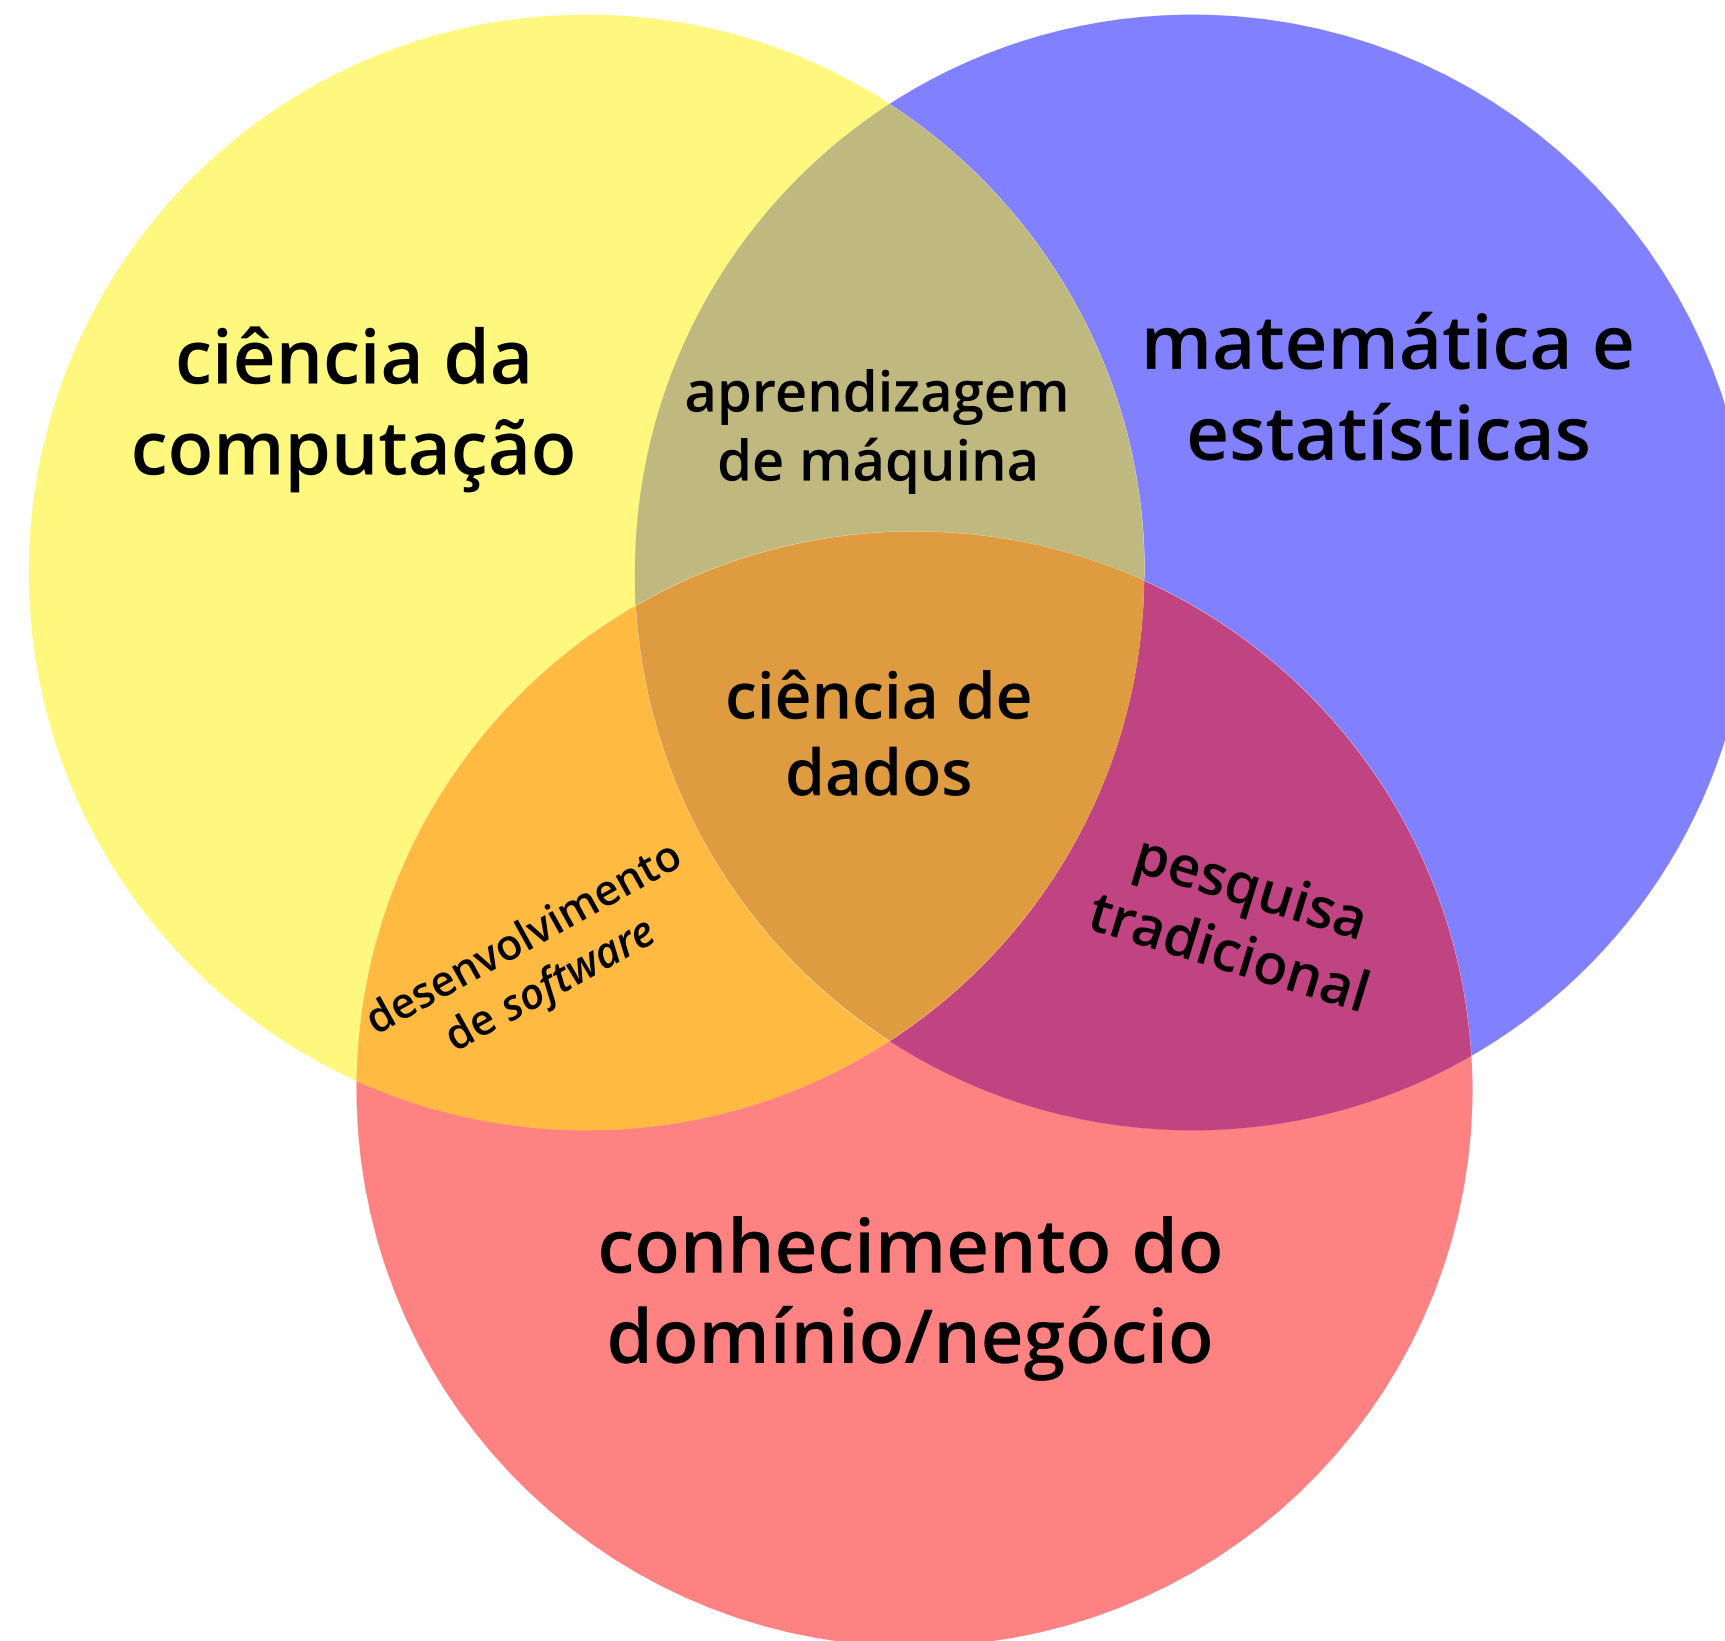 ciência da
computação
matemática e
estatísticas
aprendizagem
de máquina
ciência de
dados
desenvolvimento
de software
pesquisa
tradicional
conhecimento do
domínio/negócio